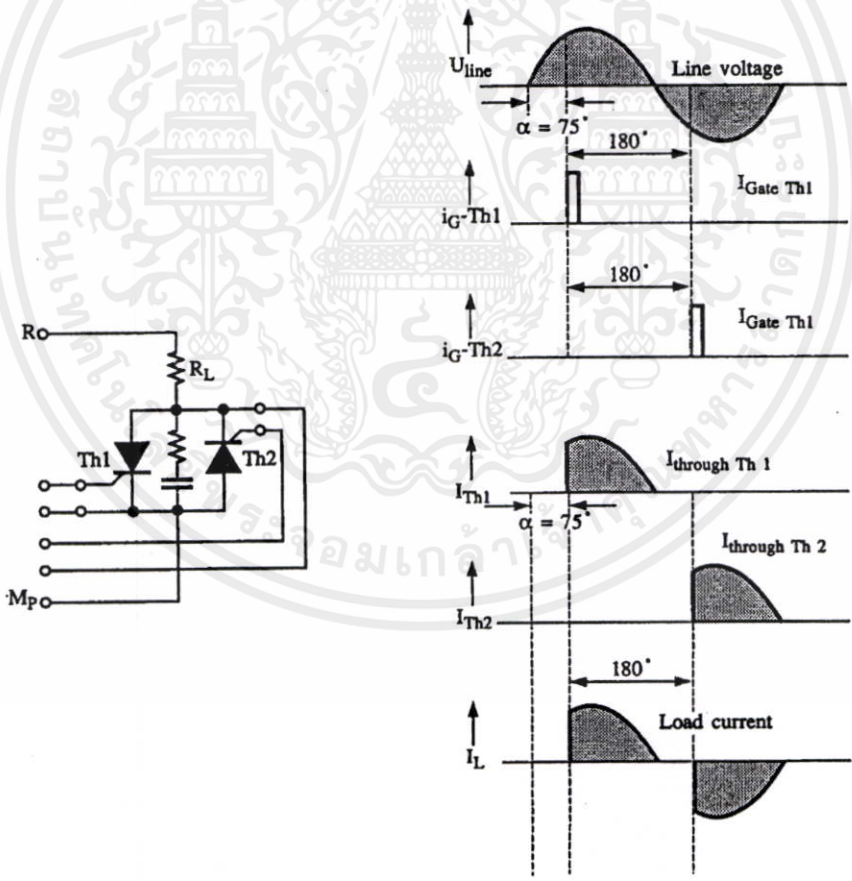 U_line
Line voltage
α = 75°
180°
i_G-Th1
I_Gate Th1
180°
i_G-Th2
I_Gate Th1
R
R_L
Th1
Th2
M_P
I_Th1
I_through Th 1
α = 75°
I_through Th 2
I_Th2
180°
Load current
I_L